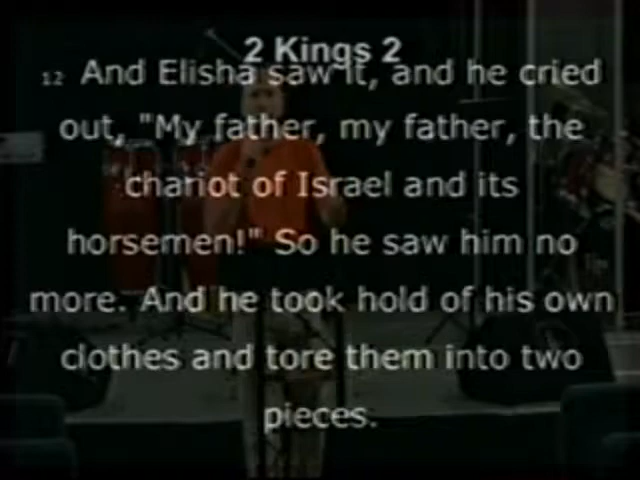 2 Kings 2
12 And Elisha saw it, and he cried
out, "My father, my father, the
chariot of Israel and its
horsemen!" So he saw him no
more. And he took hold of his own
clothes and tore them into two
pieces.